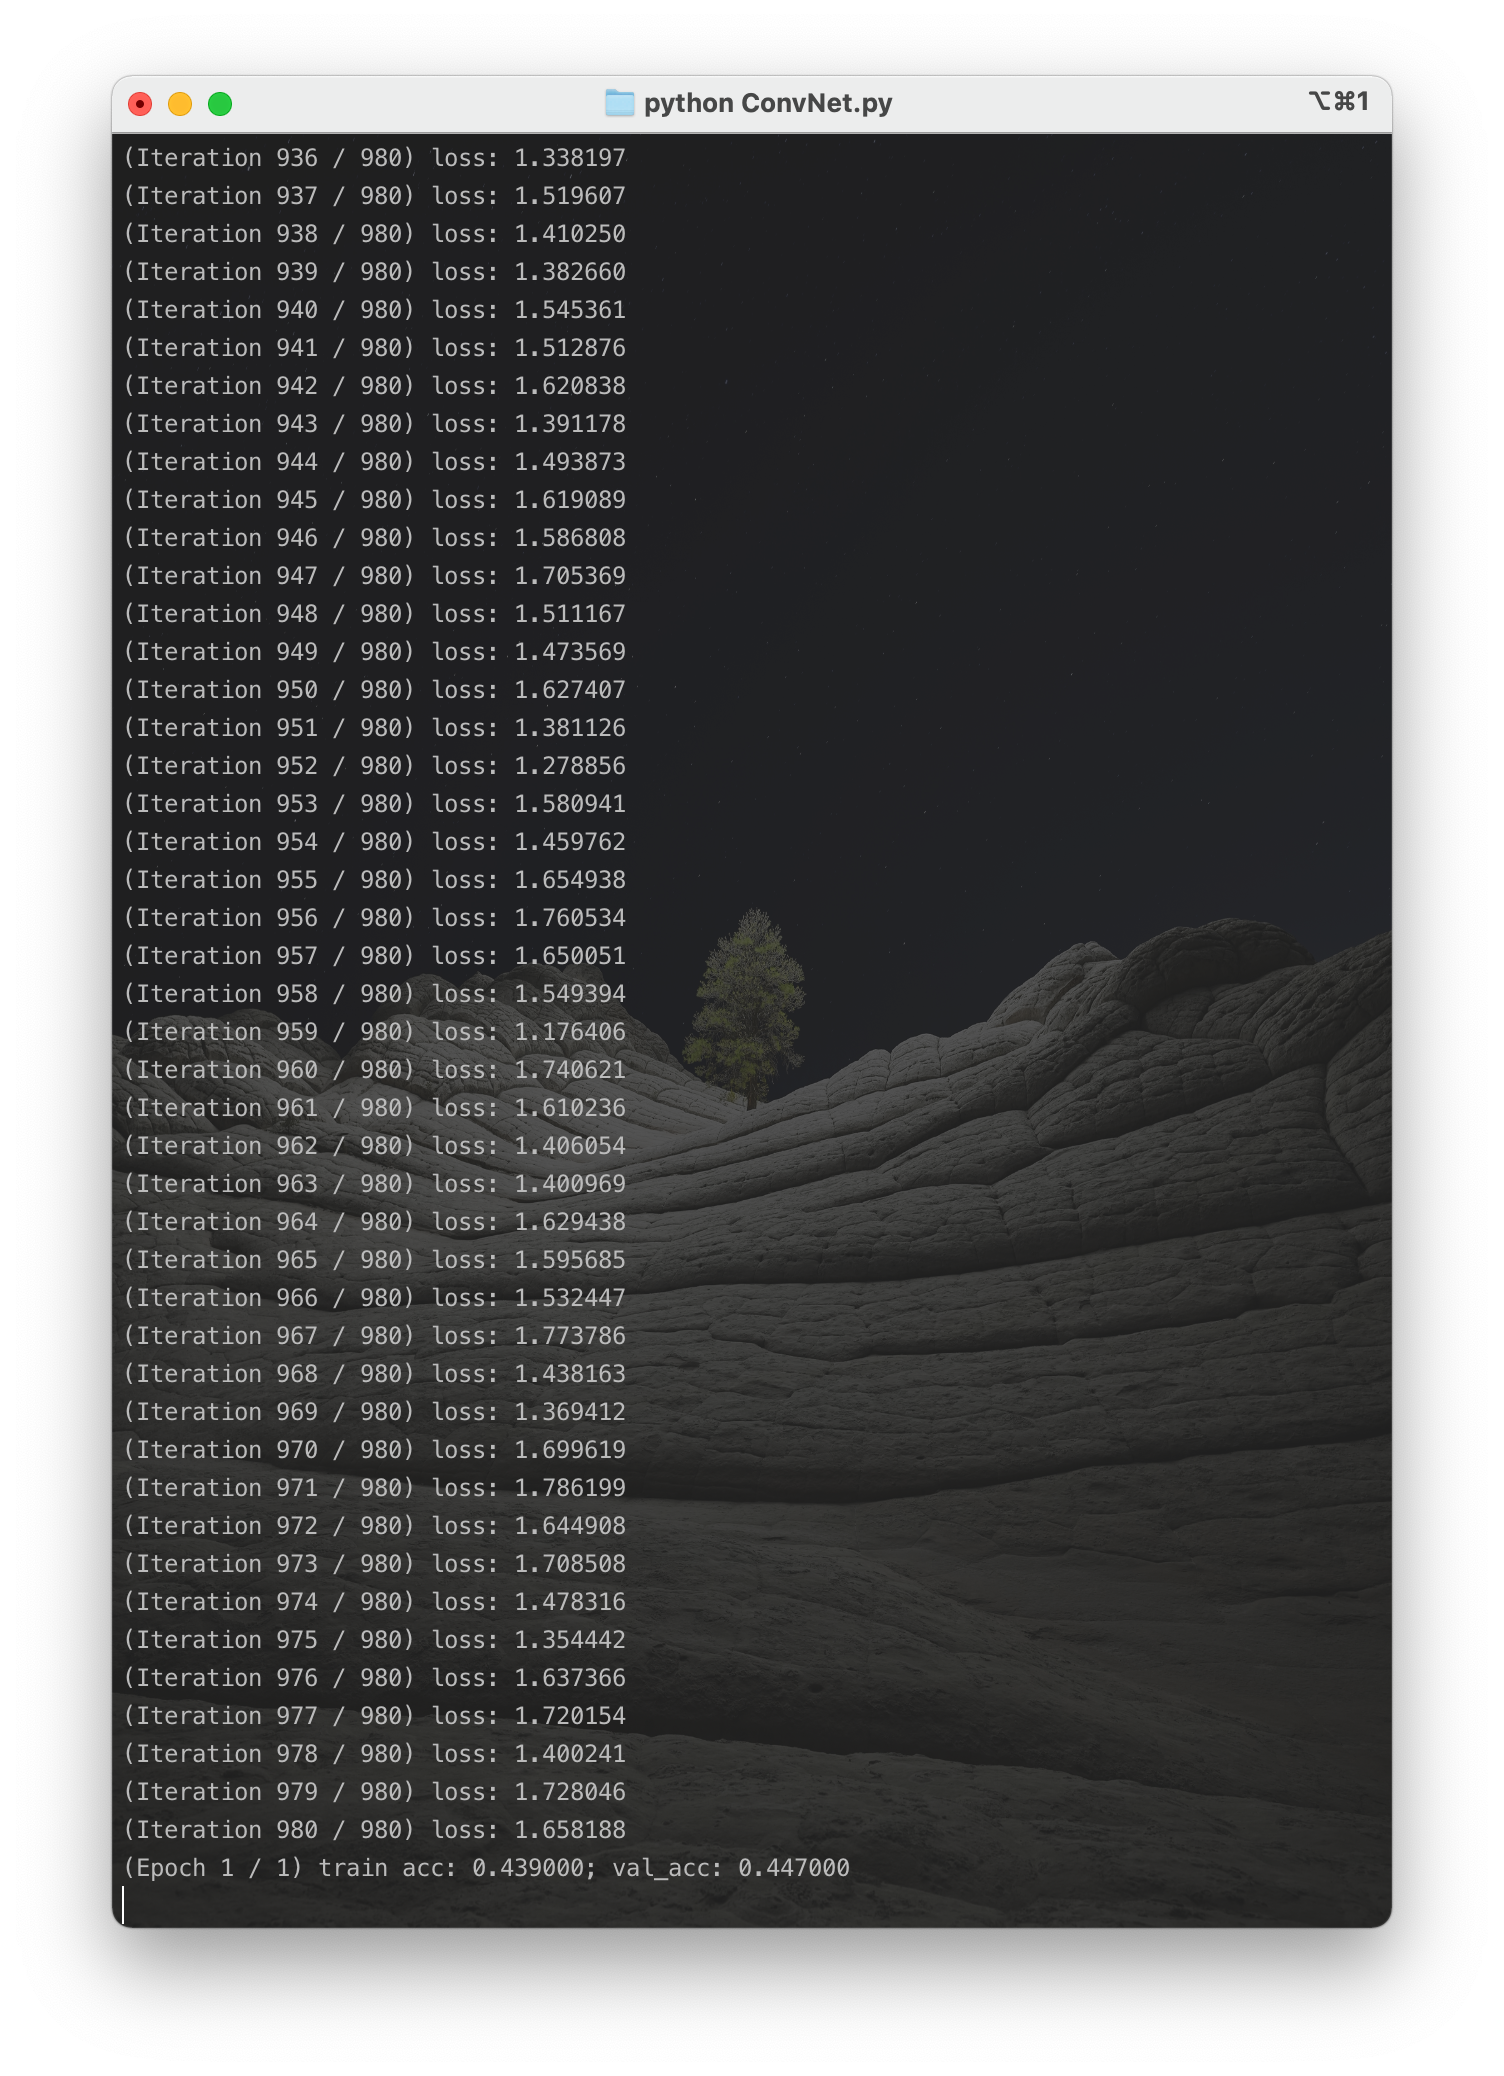 python ConvNet.py
⌥⌘1
(Iteration 936 / 980) loss: 1.338197
(Iteration 937 / 980) loss: 1.519607
(Iteration 938 / 980) loss: 1.410250
(Iteration 939 / 980) loss: 1.382660
(Iteration 940 / 980) loss: 1.545361
(Iteration 941 / 980) loss: 1.512876
(Iteration 942 / 980) loss: 1.620838
(Iteration 943 / 980) loss: 1.391178
(Iteration 944 / 980) loss: 1.493873
(Iteration 945 / 980) loss: 1.619089
(Iteration 946 / 980) loss: 1.586808
(Iteration 947 / 980) loss: 1.705369
(Iteration 948 / 980) loss: 1.511167
(Iteration 949 / 980) loss: 1.473569
(Iteration 950 / 980) loss: 1.627407
(Iteration 951 / 980) loss: 1.381126
(Iteration 952 / 980) loss: 1.278856
(Iteration 953 / 980) loss: 1.580941
(Iteration 954 / 980) loss: 1.459762
(Iteration 955 / 980) loss: 1.654938
(Iteration 956 / 980) loss: 1.760534
(Iteration 957 / 980) loss: 1.650051
(Iteration 958 / 980) loss: 1.549394
(Iteration 959 / 980) loss: 1.176406
(Iteration 960 / 980) loss: 1.740621
(Iteration 961 / 980) loss: 1.610236
(Iteration 962 / 980) loss: 1.406054
(Iteration 963 / 980) loss: 1.400969
(Iteration 964 / 980) loss: 1.629438
(Iteration 965 / 980) loss: 1.595685
(Iteration 966 / 980) loss: 1.532447
(Iteration 967 / 980) loss: 1.773786
(Iteration 968 / 980) loss: 1.438163
(Iteration 969 / 980) loss: 1.369412
(Iteration 970 / 980) loss: 1.699619
(Iteration 971 / 980) loss: 1.786199
(Iteration 972 / 980) loss: 1.644908
(Iteration 973 / 980) loss: 1.708508
(Iteration 974 / 980) loss: 1.478316
(Iteration 975 / 980) loss: 1.354442
(Iteration 976 / 980) loss: 1.637366
(Iteration 977 / 980) loss: 1.720154
(Iteration 978 / 980) loss: 1.400241
(Iteration 979 / 980) loss: 1.728046
(Iteration 980 / 980) loss: 1.658188
(Epoch 1 / 1) train acc: 0.439000; val_acc: 0.447000